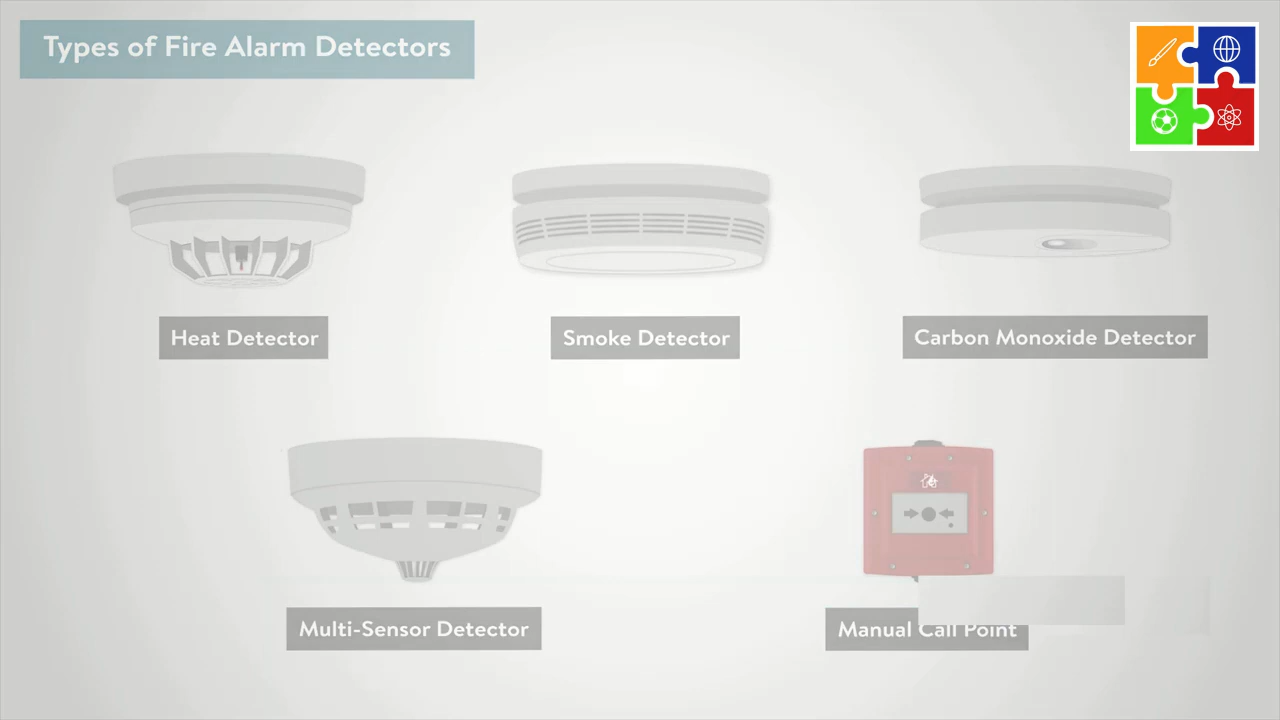 Types of Fire Alarm Detectors
Heat Detector
Smoke Detector
Carbon Monoxide Detector
Multi-Sensor Detector
Manual Call Point